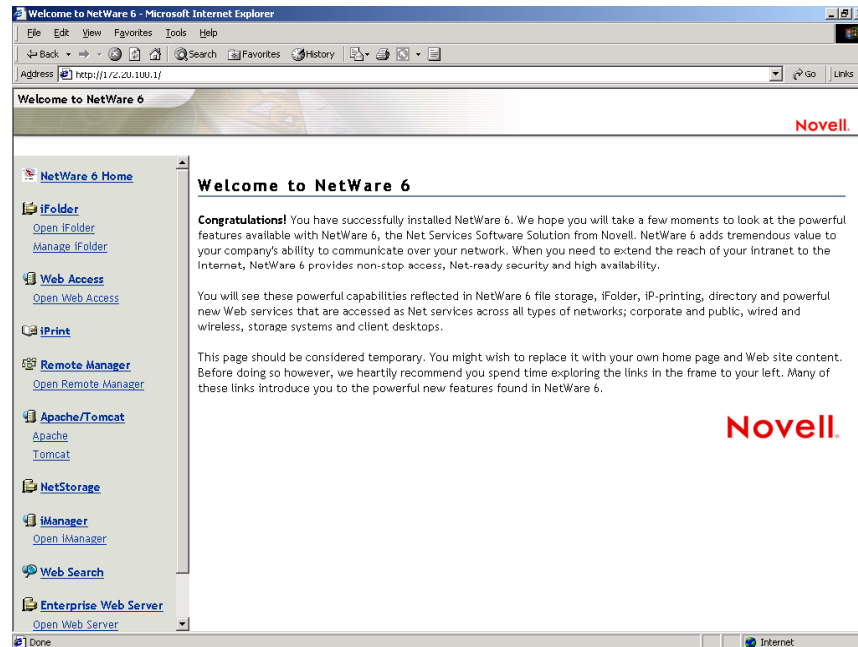 Welcome to NetWare 6 - Microsoft Internet Explorer
File Edit View Favorites Tools Help
Back Search Favorites History
Address http://172.20.100.1/ Go Links
Welcome to NetWare 6
Novell.
NetWare 6 Home
iFolder
Open iFolder
Manage iFolder
Web Access
Open Web Access
iPrint
Remote Manager
Open Remote Manager
Apache/Tomcat
Apache
Tomcat
NetStorage
iManager
Open iManager
Web Search
Enterprise Web Server
Open Web Server
Welcome to NetWare 6
Congratulations! You have successfully installed NetWare 6. We hope you will take a few moments to look at the powerful
features available with NetWare 6, the Net Services Software Solution from Novell. NetWare 6 adds tremendous value to
your company's ability to communicate over your network. When you need to extend the reach of your intranet to the
Internet, NetWare 6 provides non-stop access, Net-ready security and high availability.
You will see these powerful capabilities reflected in NetWare 6 file storage, iFolder, iP-printing, directory and powerful
new Web services that are accessed as Net services across all types of networks; corporate and public, wired and
wireless, storage systems and client desktops.
This page should be considered temporary. You might wish to replace it with your own home page and Web site content.
Before doing so however, we heartily recommend you spend time exploring the links in the frame to your left. Many of
these links introduce you to the powerful new features found in NetWare 6.
Novell.
Done Internet